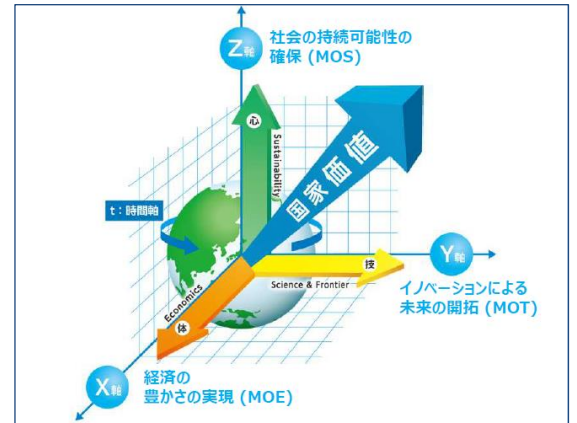 Z軸
社会の持続可能性の
確保 (MOS)
心
Sustainability
国家価値
t：時間軸
Y軸
技
Science & Frontier
イノベーションによる
未来の開拓 (MOT)
Economics
体
X軸
経済の
豊かさの実現 (MOE)